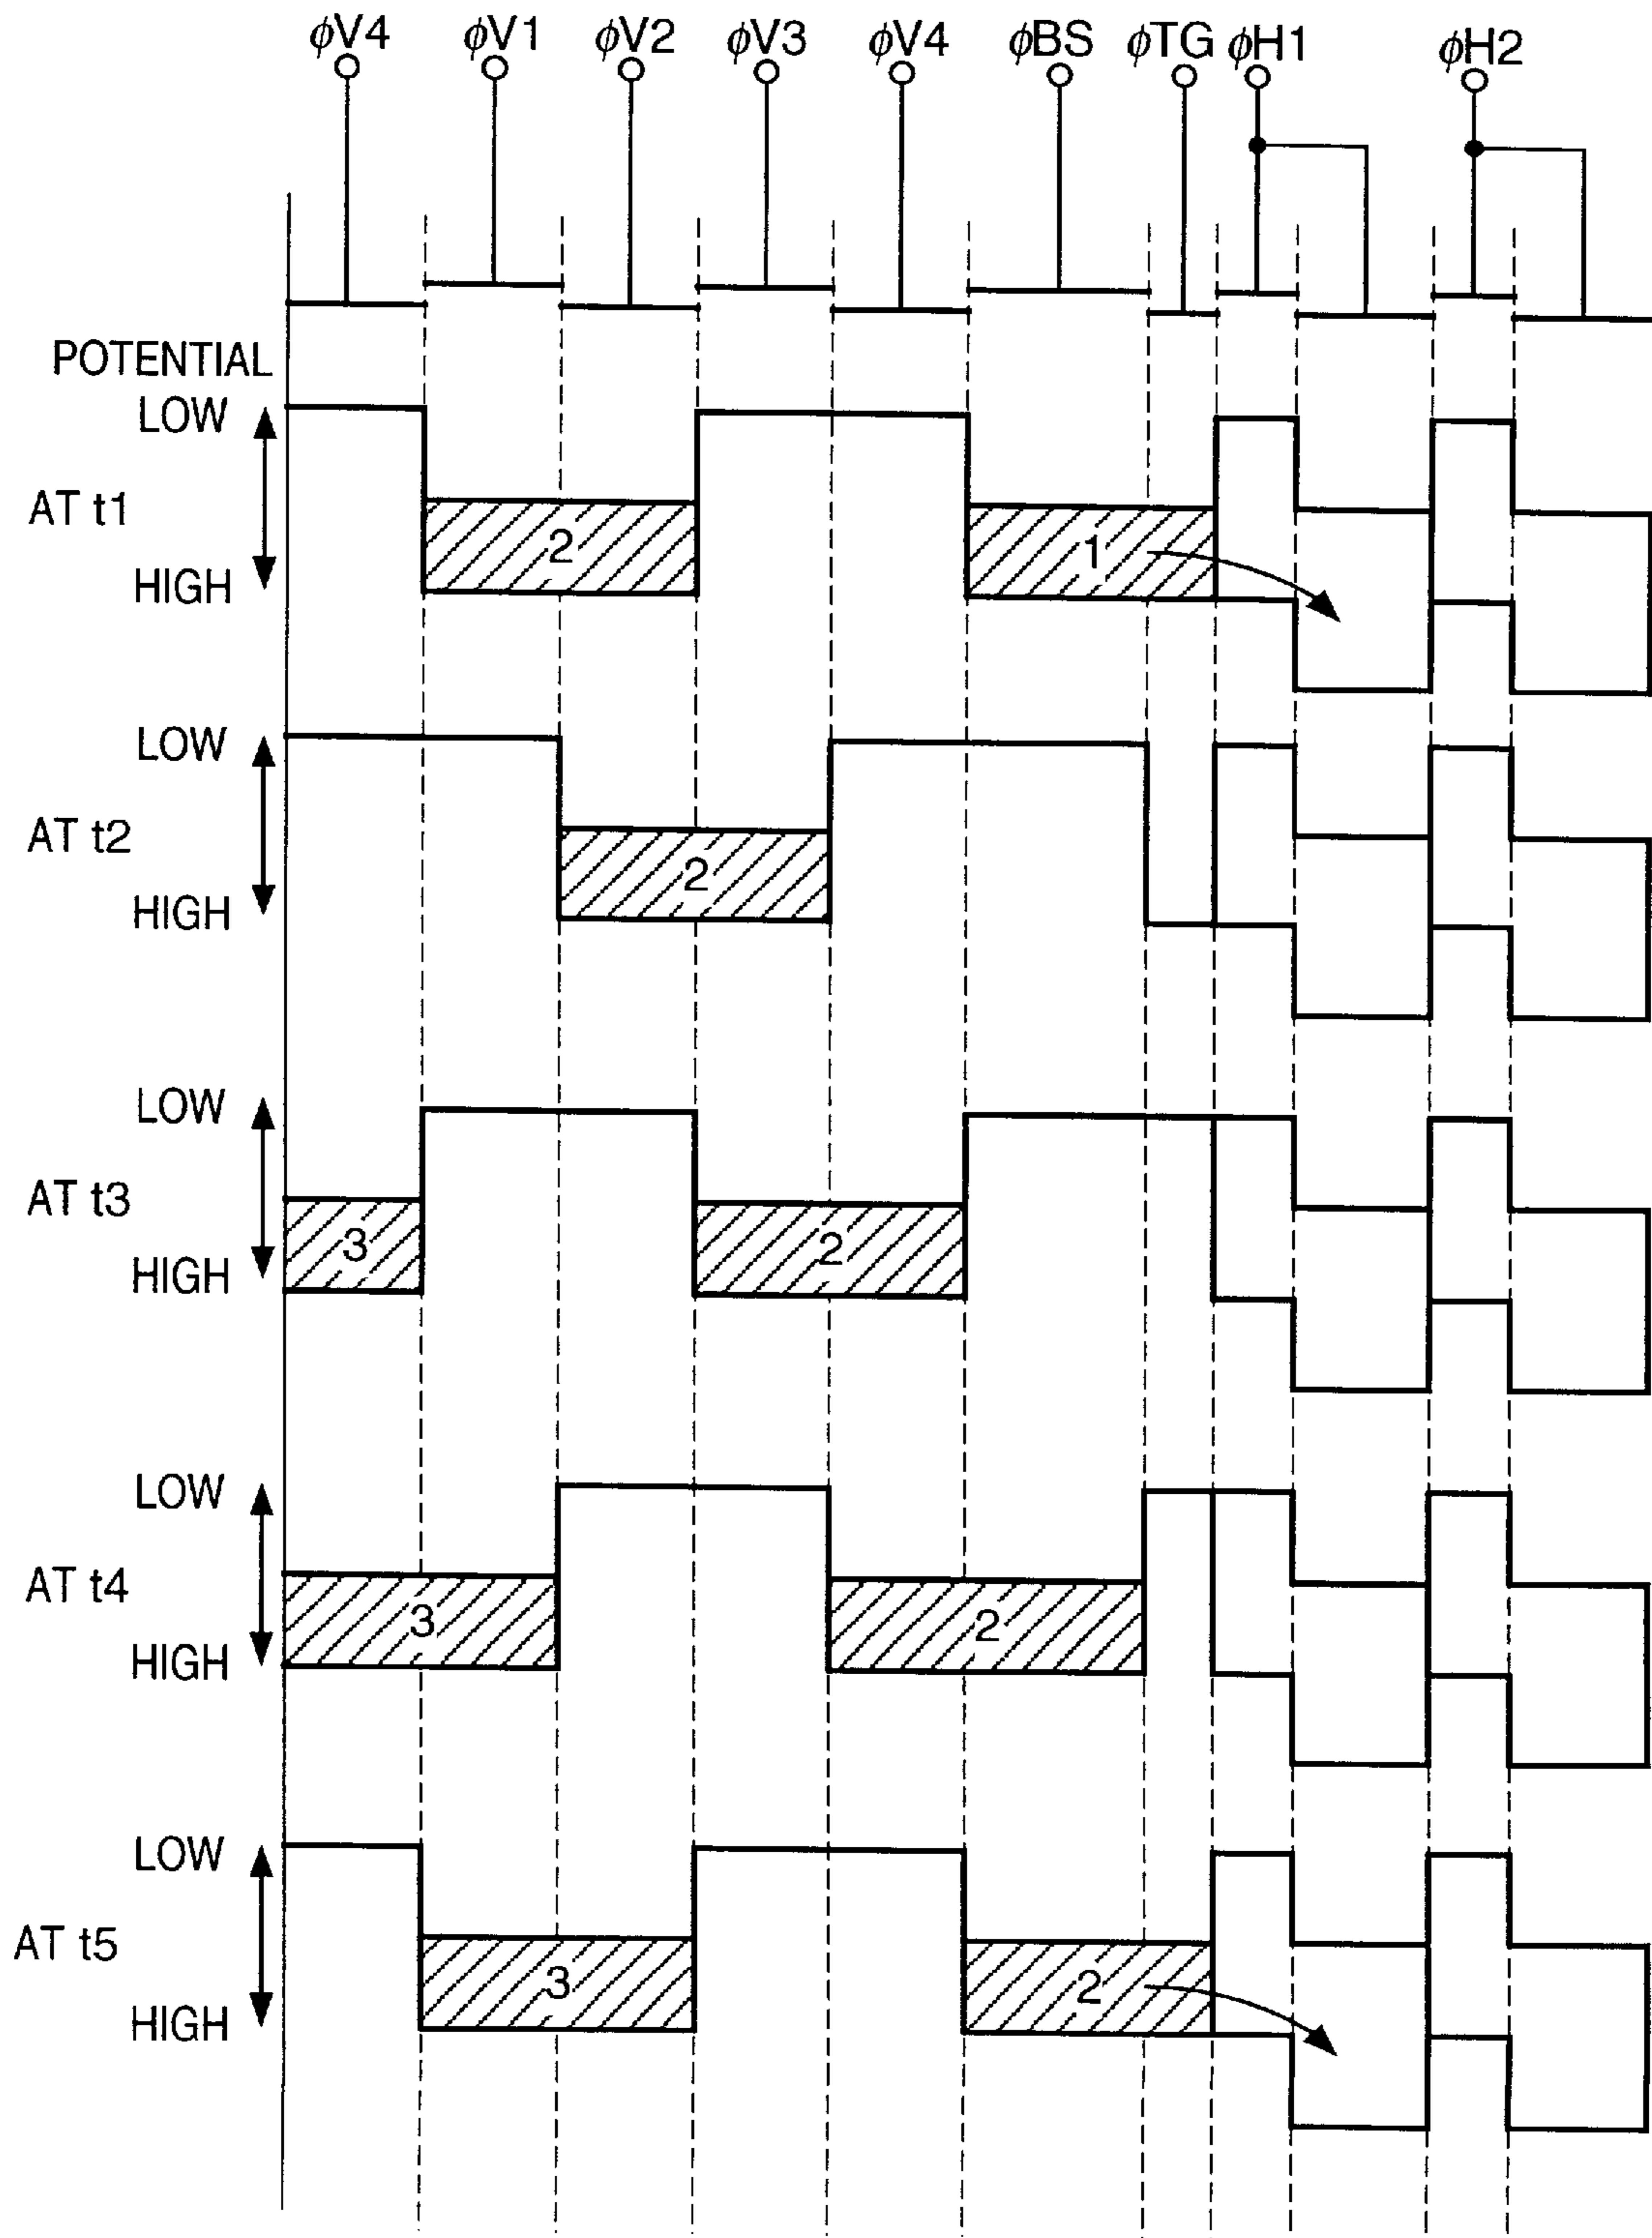 φV4 φV1 φV2 φV3 φV4 φBS φTG φH1 φH2
POTENTIAL
LOW
AT t1
HIGH
2
1
LOW
AT t2
HIGH
2
LOW
AT t3
HIGH
3
2
LOW
AT t4
HIGH
3
2
LOW
AT t5
HIGH
3
2